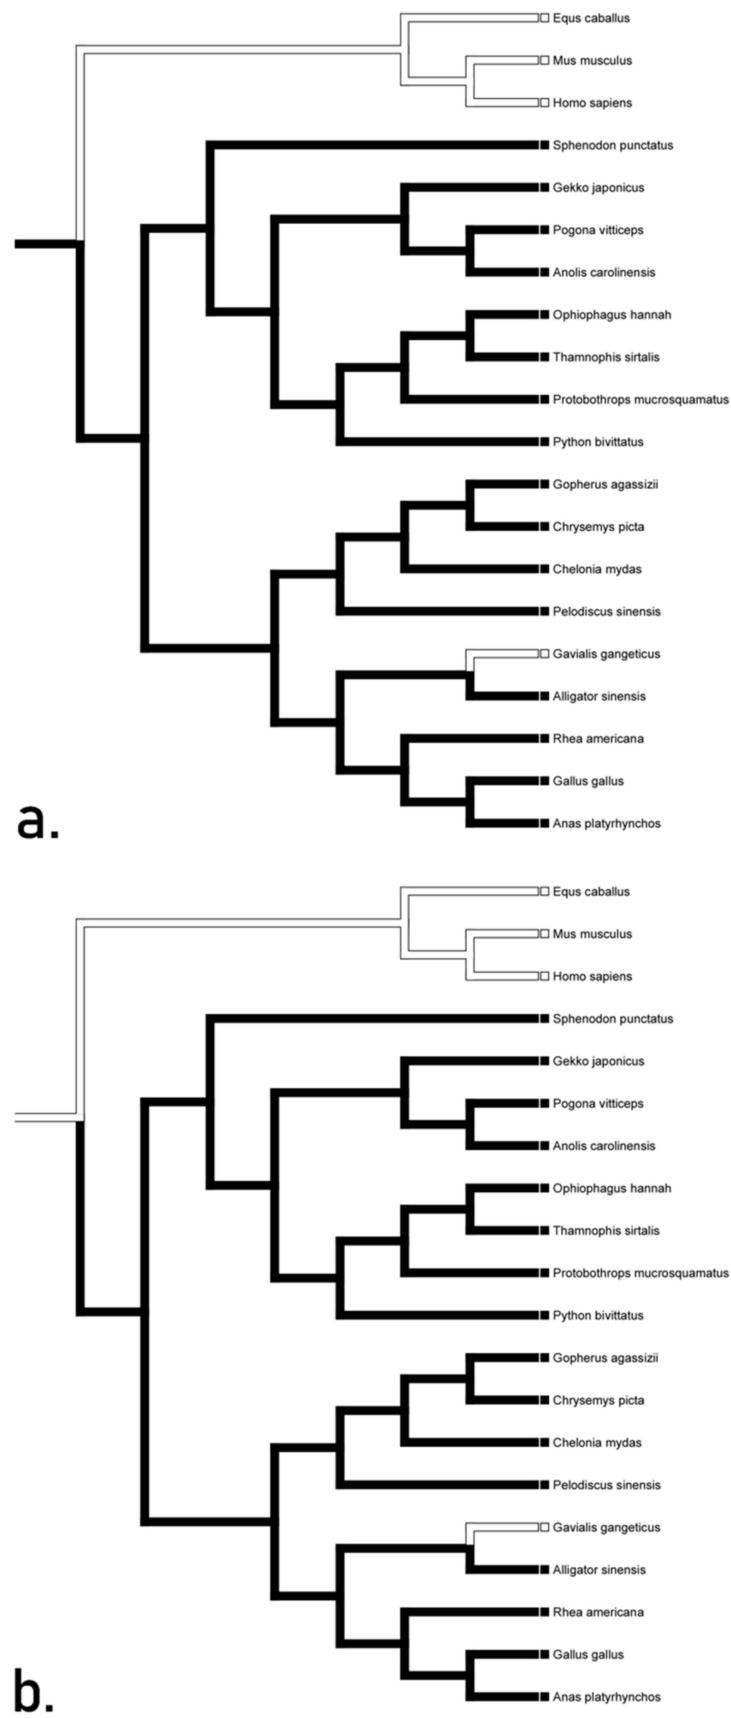 Equs caballus
Mus musculus
Homo sapiens
Sphenodon punctatus
Gekko japonicus
Pogona vitticeps
Anolis carolinensis
Ophiophagus hannah
Thamnophis sirtalis
Protobothrops mucrosquamatus
Python bivittatus
Gopherus agassizii
Chrysemys picta
Chelonia mydas
Pelodiscus sinensis
Gavialis gangeticus
Alligator sinensis
Rhea americana
Gallus gallus
Anas platyrhynchos
a.
Equs caballus
Mus musculus
Homo sapiens
Sphenodon punctatus
Gekko japonicus
Pogona vitticeps
Anolis carolinensis
Ophiophagus hannah
Thamnophis sirtalis
Protobothrops mucrosquamatus
Python bivittatus
Gopherus agassizii
Chrysemys picta
Chelonia mydas
Pelodiscus sinensis
Gavialis gangeticus
Alligator sinensis
Rhea americana
Gallus gallus
Anas platyrhynchos
b.